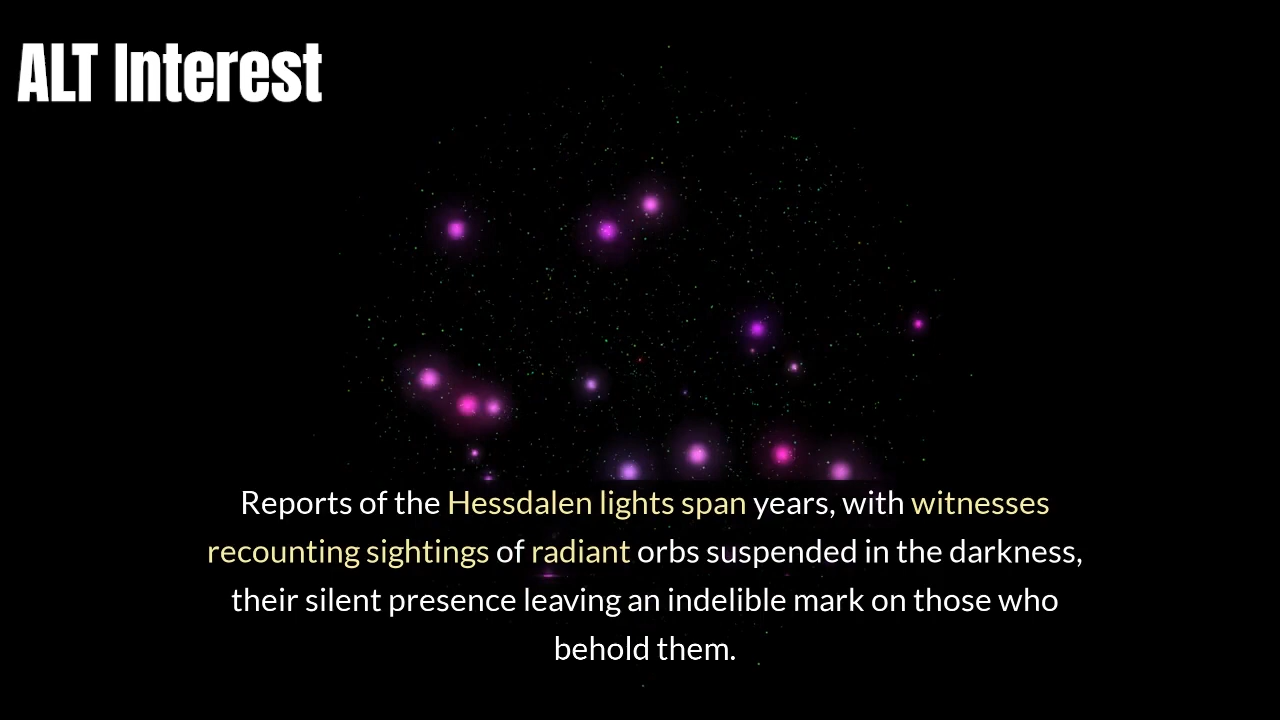 ALT Interest
Reports of the Hessdalen lights span years, with witnesses
recounting sightings of radiant orbs suspended in the darkness,
their silent presence leaving an indelible mark on those who
behold them.